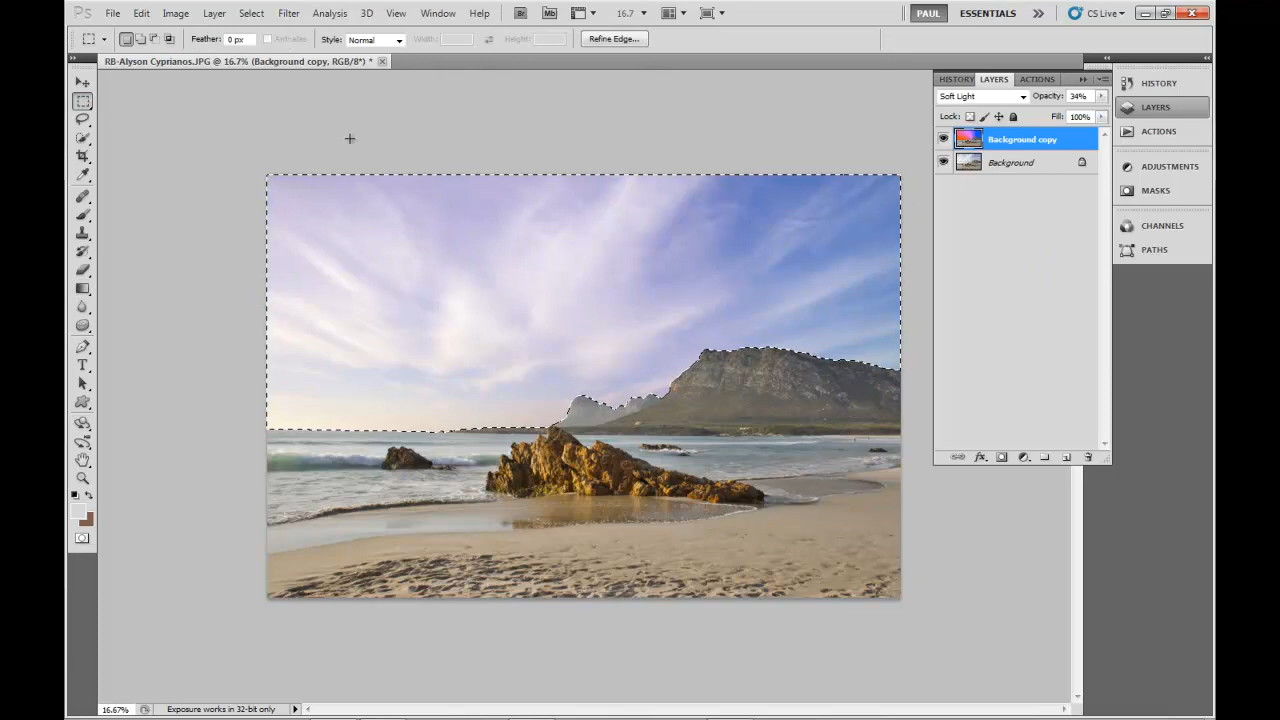 Ps File Edit Image Layer Select Filter Analysis 3D View Window Help Br Mb 16.7 PAUL ESSENTIALS CS Live
Feather: 0 px Anti-alias Style: Normal Width: Height: Refine Edge...
RB-Alyson Cyprianos.JPG @ 16.7% (Background copy, RGB/8*) *
HISTORY LAYERS ACTIONS
Soft Light Opacity: 34%
Lock: Fill: 100%
Background copy
Background
fx
HISTORY
LAYERS
ACTIONS
ADJUSTMENTS
MASKS
CHANNELS
PATHS
T
16.67% Exposure works in 32-bit only